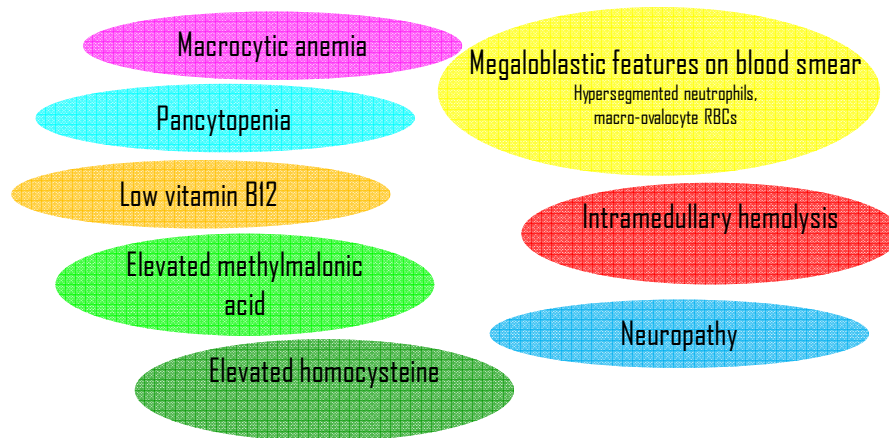 Macrocytic anemia
Pancytopenia
Low vitamin B12
Elevated methylmalonic
acid
Elevated homocysteine
Megaloblastic features on blood smear
Hypersegmented neutrophils,
macro-ovalocyte RBCs
Intramedullary hemolysis
Neuropathy